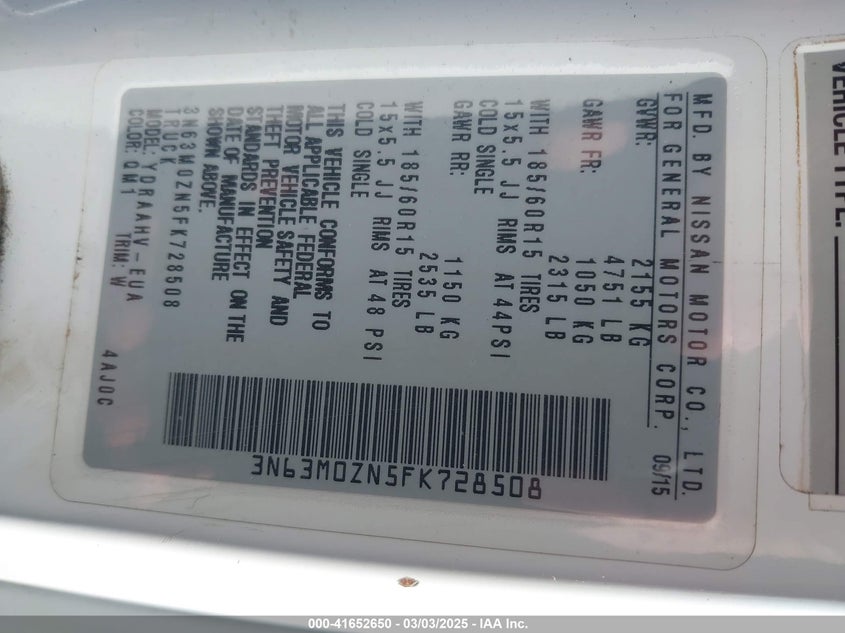 MFD. BY NISSAN MOTOR CO., LTD.
FOR GENERAL MOTORS CORP. 09/15
GVWR: 2155 KG
4751 LB
GAWR FR: 1050 KG
2315 LB
WITH 185/60R15 TIRES
15x5.5 JJ RIMS AT 44PSI
COLD SINGLE
GAWR RR: 1150 KG
2535 LB
WITH 185/60R15 TIRES
15x5.5 JJ RIMS AT 48 PSI
COLD SINGLE
THIS VEHICLE CONFORMS TO
ALL APPLICABLE FEDERAL
MOTOR VEHICLE SAFETY AND
THEFT PREVENTION
STANDARDS IN EFFECT ON THE
DATE OF MANUFACTURE
SHOWN ABOVE.
3N63M0ZN5FK728508
TRUCK
MODEL: YDRAAHV-EUA
COLOR: QM1 TRIM: W 4AJ0C
3N63M0ZN5FK728508
VEHICLE TYPE:
000-41652650 - 03/03/2025 - IAA Inc.